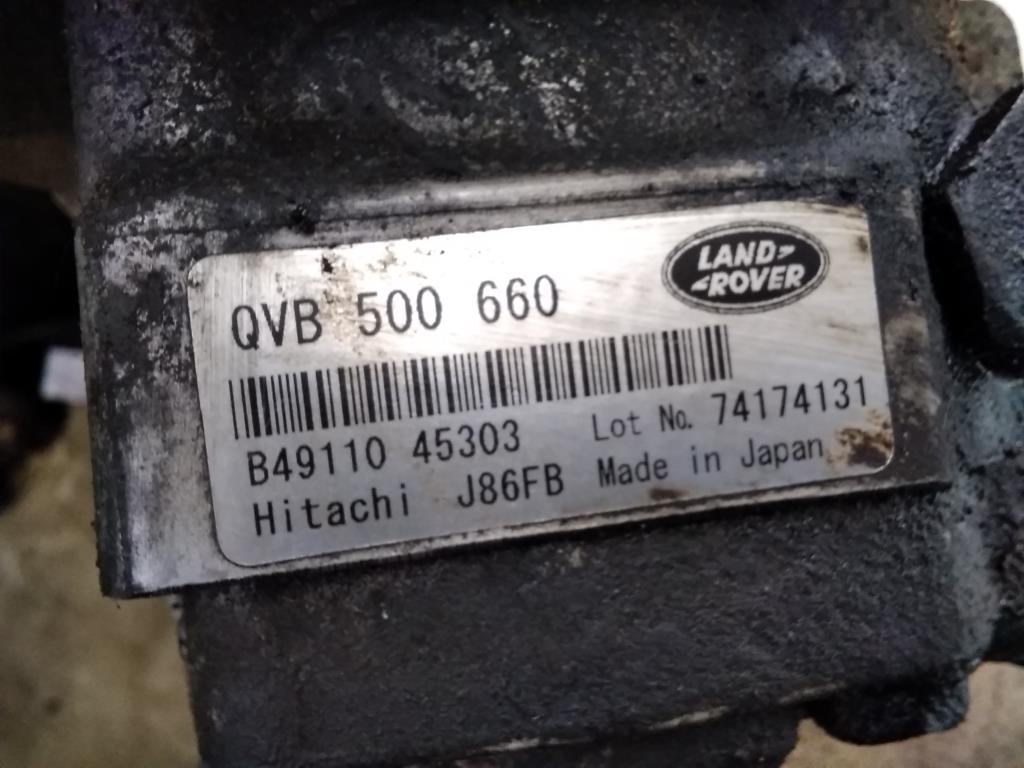 LAND
ROVER
QVB 500 660
B49110 45303 Lot No. 74174131
Hitachi J86FB Made in Japan